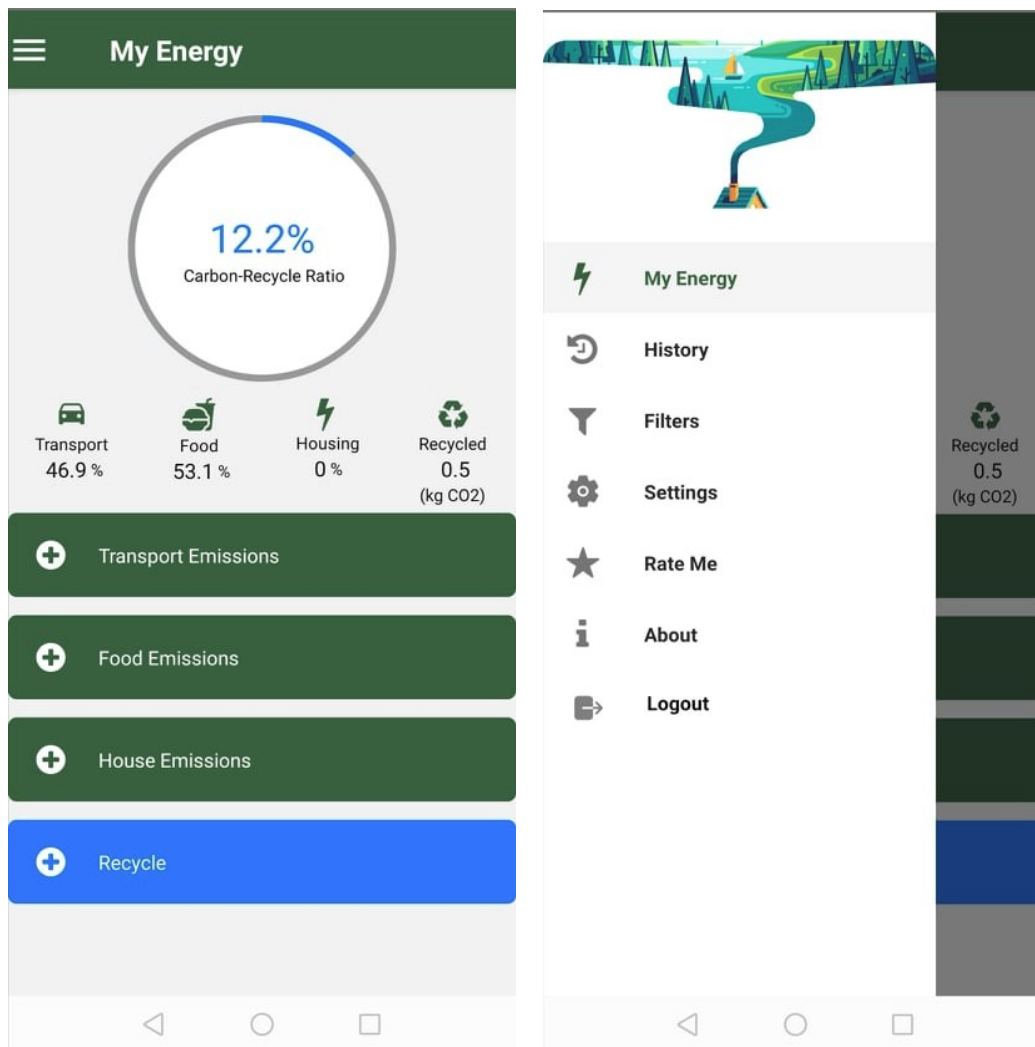 My Energy
12.2%
Carbon-Recycle Ratio
Transport
46.9 %
Food
53.1 %
Housing
0 %
Recycled
0.5
(kg CO2)
Transport Emissions
Food Emissions
House Emissions
Recycle
My Energy
History
Filters
Settings
Rate Me
About
Logout
Recycled
0.5
(kg CO2)